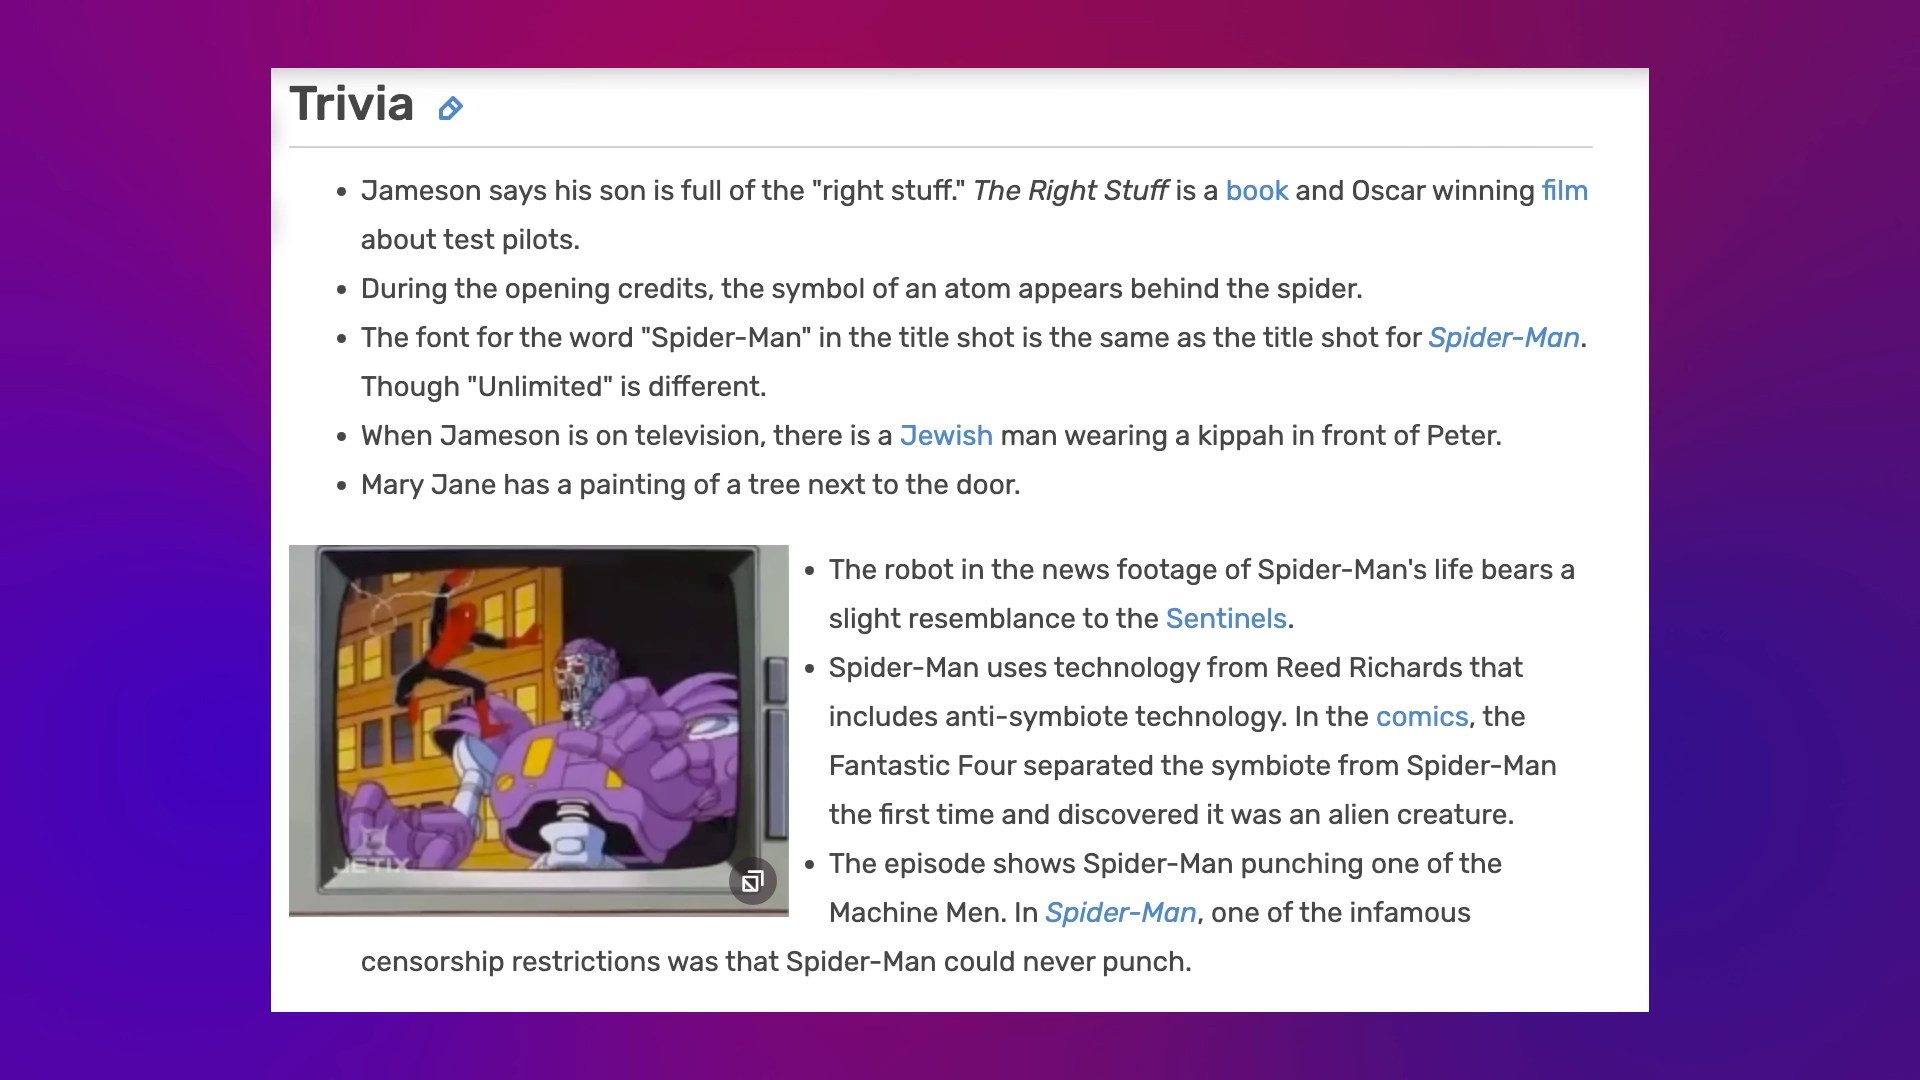 Trivia
Jameson says his son is full of the "right stuff." The Right Stuff is a book and Oscar winning film
about test pilots.
During the opening credits, the symbol of an atom appears behind the spider.
The font for the word "Spider-Man" in the title shot is the same as the title shot for Spider-Man.
Though "Unlimited" is different.
When Jameson is on television, there is a Jewish man wearing a kippah in front of Peter.
Mary Jane has a painting of a tree next to the door.
JETIX
The robot in the news footage of Spider-Man's life bears a
slight resemblance to the Sentinels.
Spider-Man uses technology from Reed Richards that
includes anti-symbiote technology. In the comics, the
Fantastic Four separated the symbiote from Spider-Man
the first time and discovered it was an alien creature.
The episode shows Spider-Man punching one of the
Machine Men. In Spider-Man, one of the infamous
censorship restrictions was that Spider-Man could never punch.